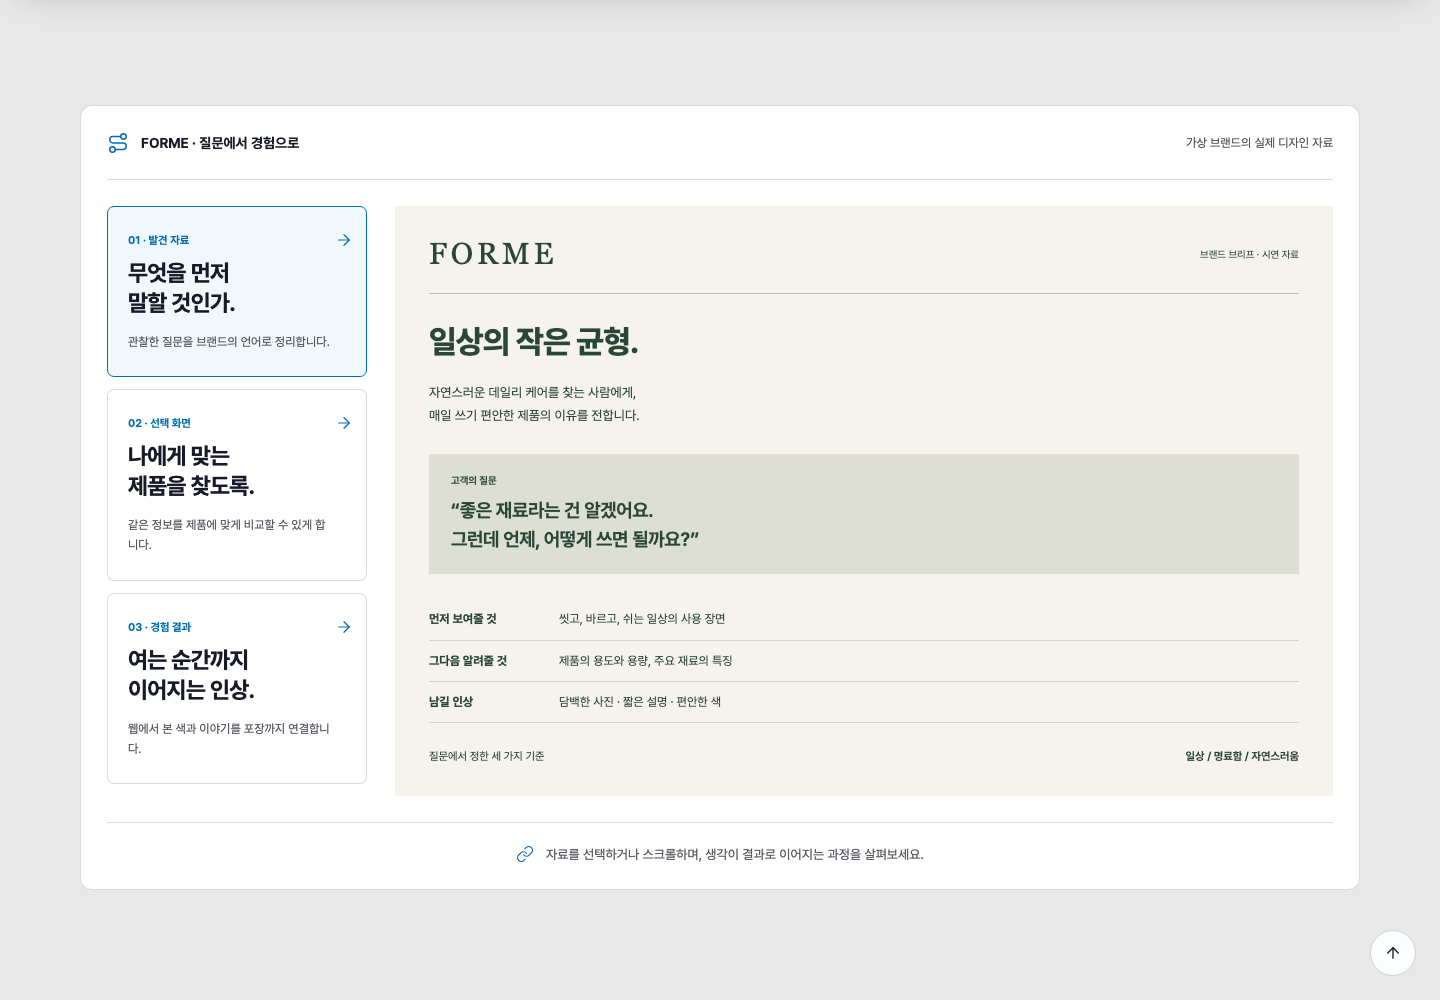 FORME · 질문에서 경험으로
가상 브랜드의 실제 디자인 자료
01 · 발견 자료
무엇을 먼저
말할 것인가.
관찰한 질문을 브랜드의 언어로 정리합니다.
02 · 선택 화면
나에게 맞는
제품을 찾도록.
같은 정보를 제품에 맞게 비교할 수 있게 합
니다.
03 · 경험 결과
여는 순간까지
이어지는 인상.
웹에서 본 색과 이야기를 포장까지 연결합니
다.
FORME
브랜드 브리프 · 시연 자료
일상의 작은 균형.
자연스러운 데일리 케어를 찾는 사람에게,
매일 쓰기 편안한 제품의 이유를 전합니다.
고객의 질문
“좋은 재료라는 건 알겠어요.
그런데 언제, 어떻게 쓰면 될까요?”
먼저 보여줄 것 씻고, 바르고, 쉬는 일상의 사용 장면
그다음 알려줄 것 제품의 용도와 용량, 주요 재료의 특징
남길 인상 담백한 사진 · 짧은 설명 · 편안한 색
질문에서 정한 세 가지 기준
일상 / 명료함 / 자연스러움
자료를 선택하거나 스크롤하며, 생각이 결과로 이어지는 과정을 살펴보세요.